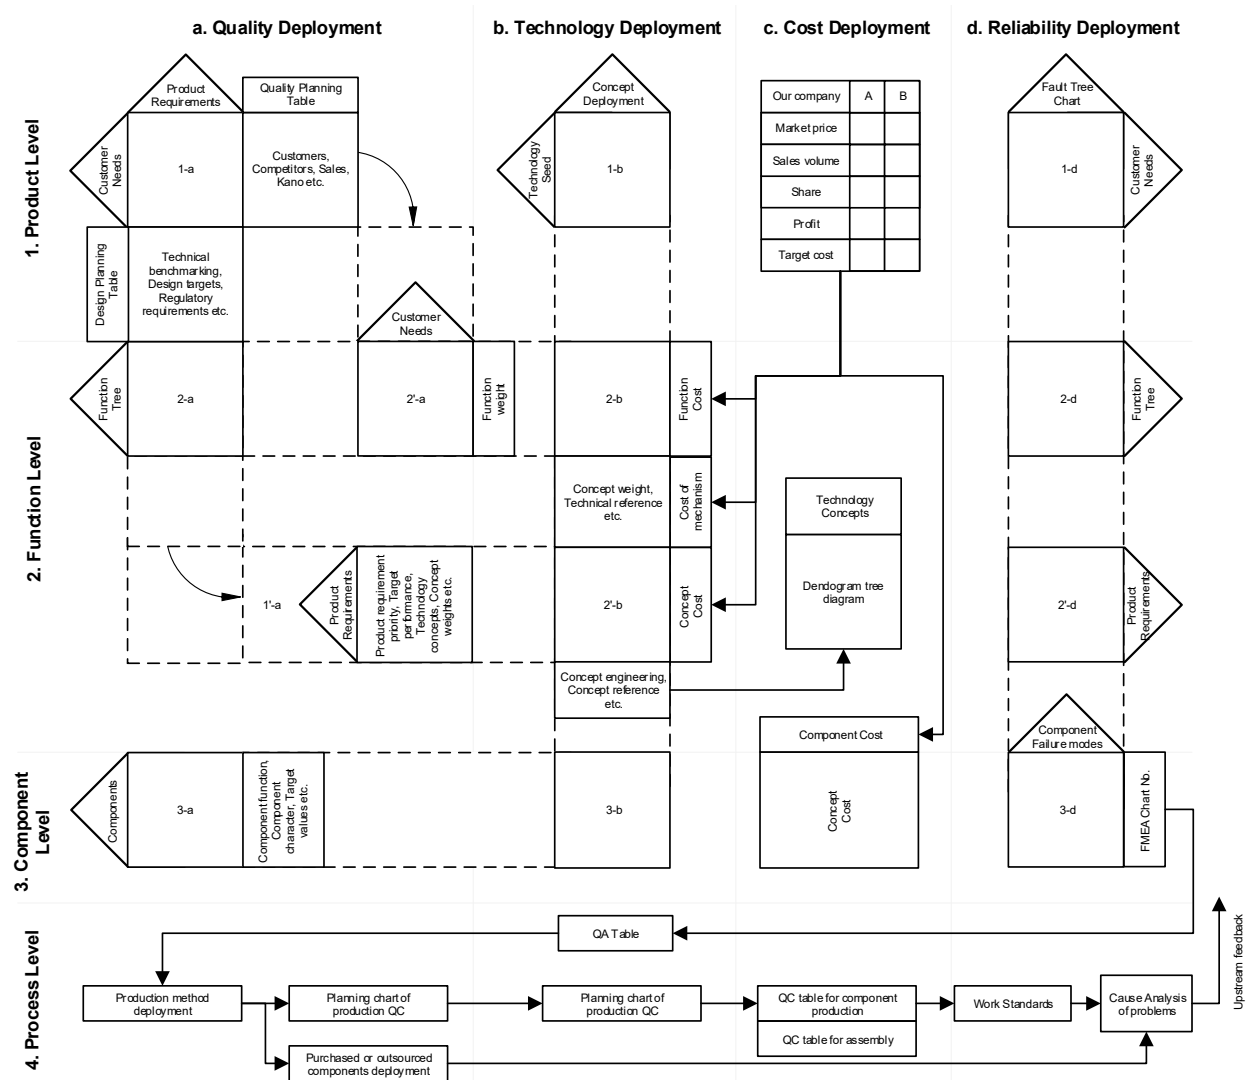 a. Quality Deployment
b. Technology Deployment
c. Cost Deployment
d. Reliability Deployment
1. Product Level
Product
Requirements
Quality Planning
Table
Customer
Needs
1-a
Customers,
Competitors, Sales,
Kano etc.
Design Planning
Table
Technical
benchmarking,
Design targets,
Regulatory
requirements etc.
Customer
Needs
Concept
Deployment
Technology
Seed
1-b
Our company
A
B
Market price
Sales volume
Share
Profit
Target cost
Fault Tree
Chart
1-d
Customer
Needs
2. Function Level
Function
Tree
2-a
2'-a
Function
weight
2-b
Function
Cost
Concept weight,
Technical reference
etc.
Cost of
mechanism
1'-a
Product
Requirements
Product requirement
priority, Target
performance,
Technology
concepts, Concept
weights etc.
2'-b
Concept
Cost
Concept engineering,
Concept reference
etc.
Technology
Concepts
Dendogram tree
diagram
2-d
Function
Tree
2'-d
Product
Requirements
3. Component
Level
Components
3-a
Component function,
Component
character, Target
values etc.
3-b
Component Cost
Concept
Cost
Component
Failure modes
3-d
FMEA Chart No.
4. Process Level
QA Table
Production method
deployment
Planning chart of
production QC
Planning chart of
production QC
QC table for component
production
QC table for assembly
Work Standards
Cause Analysis
of problems
Purchased or outsourced
components deployment
Upstream feedback